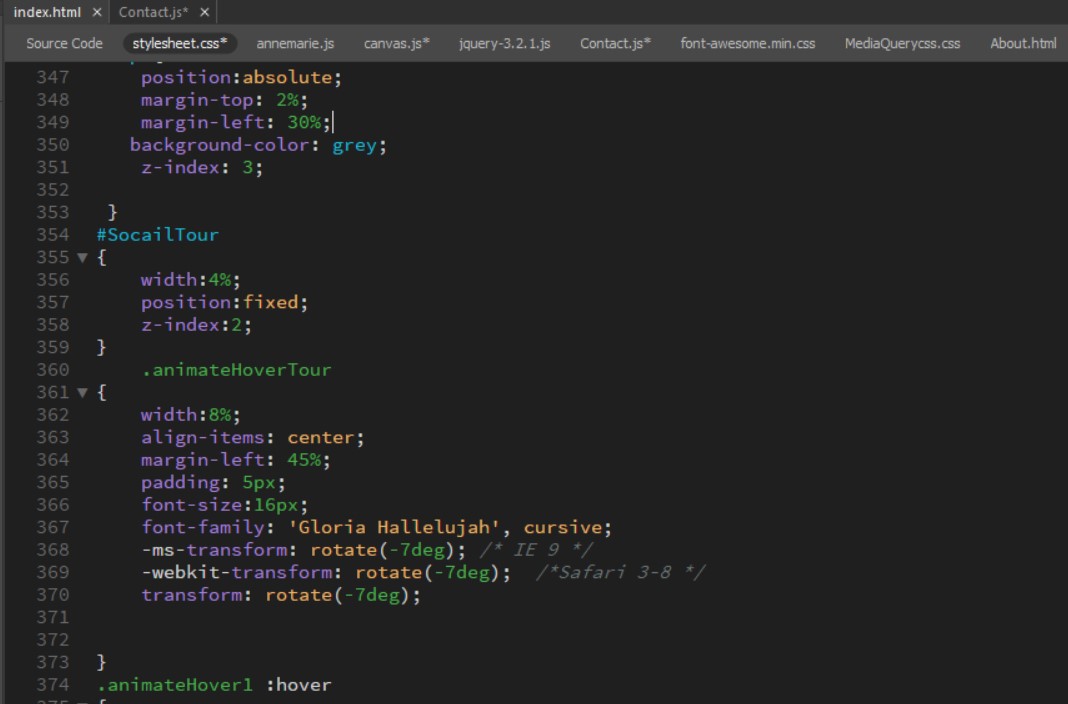 index.html × Contact.js* ×
Source Code stylesheet.css* annemarie.js canvas.js* jquery-3.2.1.js Contact.js* font-awesome.min.css MediaQuerycss.css About.html
347 position:absolute;
348 margin-top: 2%;
349 margin-left: 30%;
350 background-color: grey;
351 z-index: 3;
352
353 }
354 #SocailTour
355 {
356 width:4%;
357 position:fixed;
358 z-index:2;
359 }
360 .animateHoverTour
361 {
362 width:8%;
363 align-items: center;
364 margin-left: 45%;
365 padding: 5px;
366 font-size:16px;
367 font-family: 'Gloria Hallelujah', cursive;
368 -ms-transform: rotate(-7deg); /* IE 9 */
369 -webkit-transform: rotate(-7deg); /*Safari 3-8 */
370 transform: rotate(-7deg);
371
372
373 }
374 .animateHover1 :hover
375 {